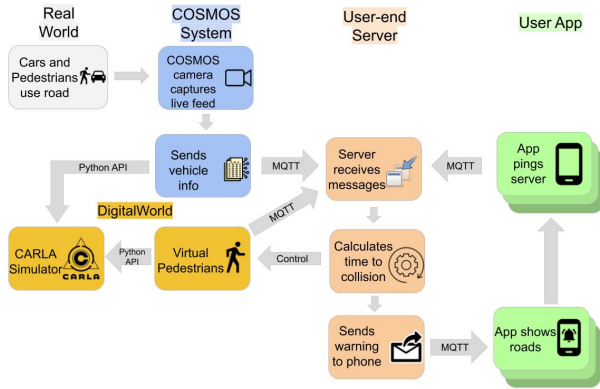 Real
World
COSMOS
System
User-end
Server
User App
Cars and
Pedestrians
use road
COSMOS
camera
captures
live feed
Python API
Sends
vehicle
info
MQTT
Server
receives
messages
MQTT
App
pings
server
DigitalWorld
MQTT
CARLA
Simulator
CARLA
Python
API
Virtual
Pedestrians
Control
Calculates
time to
collision
Sends
warning
to phone
MQTT
App shows
roads